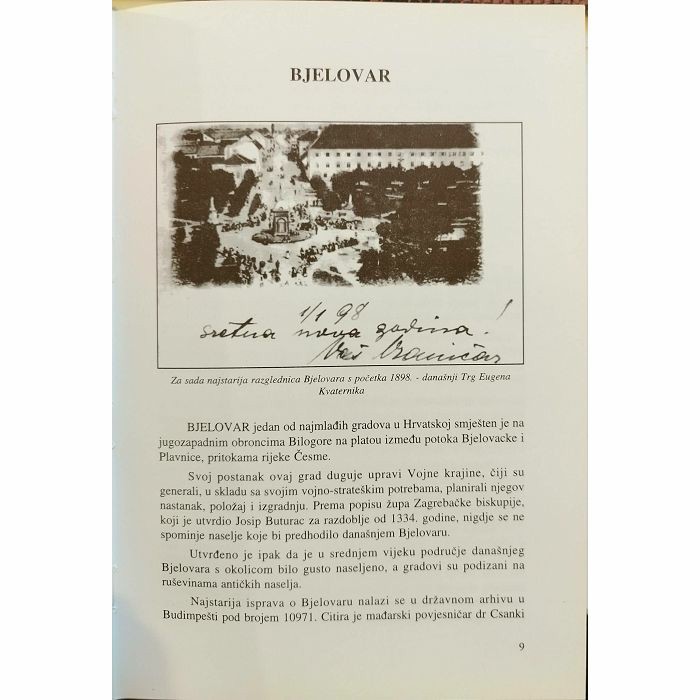 BJELOVAR
1/1 98
sretna nova godina!
Vaš
Za sada najstarija razglednica Bjelovara s početka 1898. - današnji Trg Eugena
Kvaternika
BJELOVAR jedan od najmlađih gradova u Hrvatskoj smješten je na
jugozapadnim obroncima Bilogore na platou između potoka Bjelovacke i
Plavnice, pritokama rijeke Česme.
Svoj postanak ovaj grad duguje upravi Vojne krajine, čiji su
generali, u skladu sa svojim vojno-strateškim potrebama, planirali njegov
nastanak, položaj i izgradnju. Prema popisu župa Zagrebačke biskupije,
koji je utvrdio Josip Buturac za razdoblje od 1334. godine, nigdje se ne
spominje naselje koje bi predhodilo današnjem Bjelovaru.
Utvrđeno je ipak da je u srednjem vijeku područje današnjeg
Bjelovara s okolicom bilo gusto naseljeno, a gradovi su podizani na
ruševinama antičkih naselja.
Najstarija isprava o Bjelovaru nalazi se u državnom arhivu u
Budimpešti pod brojem 10971. Citira je mađarski povjesničar dr Csanki
9